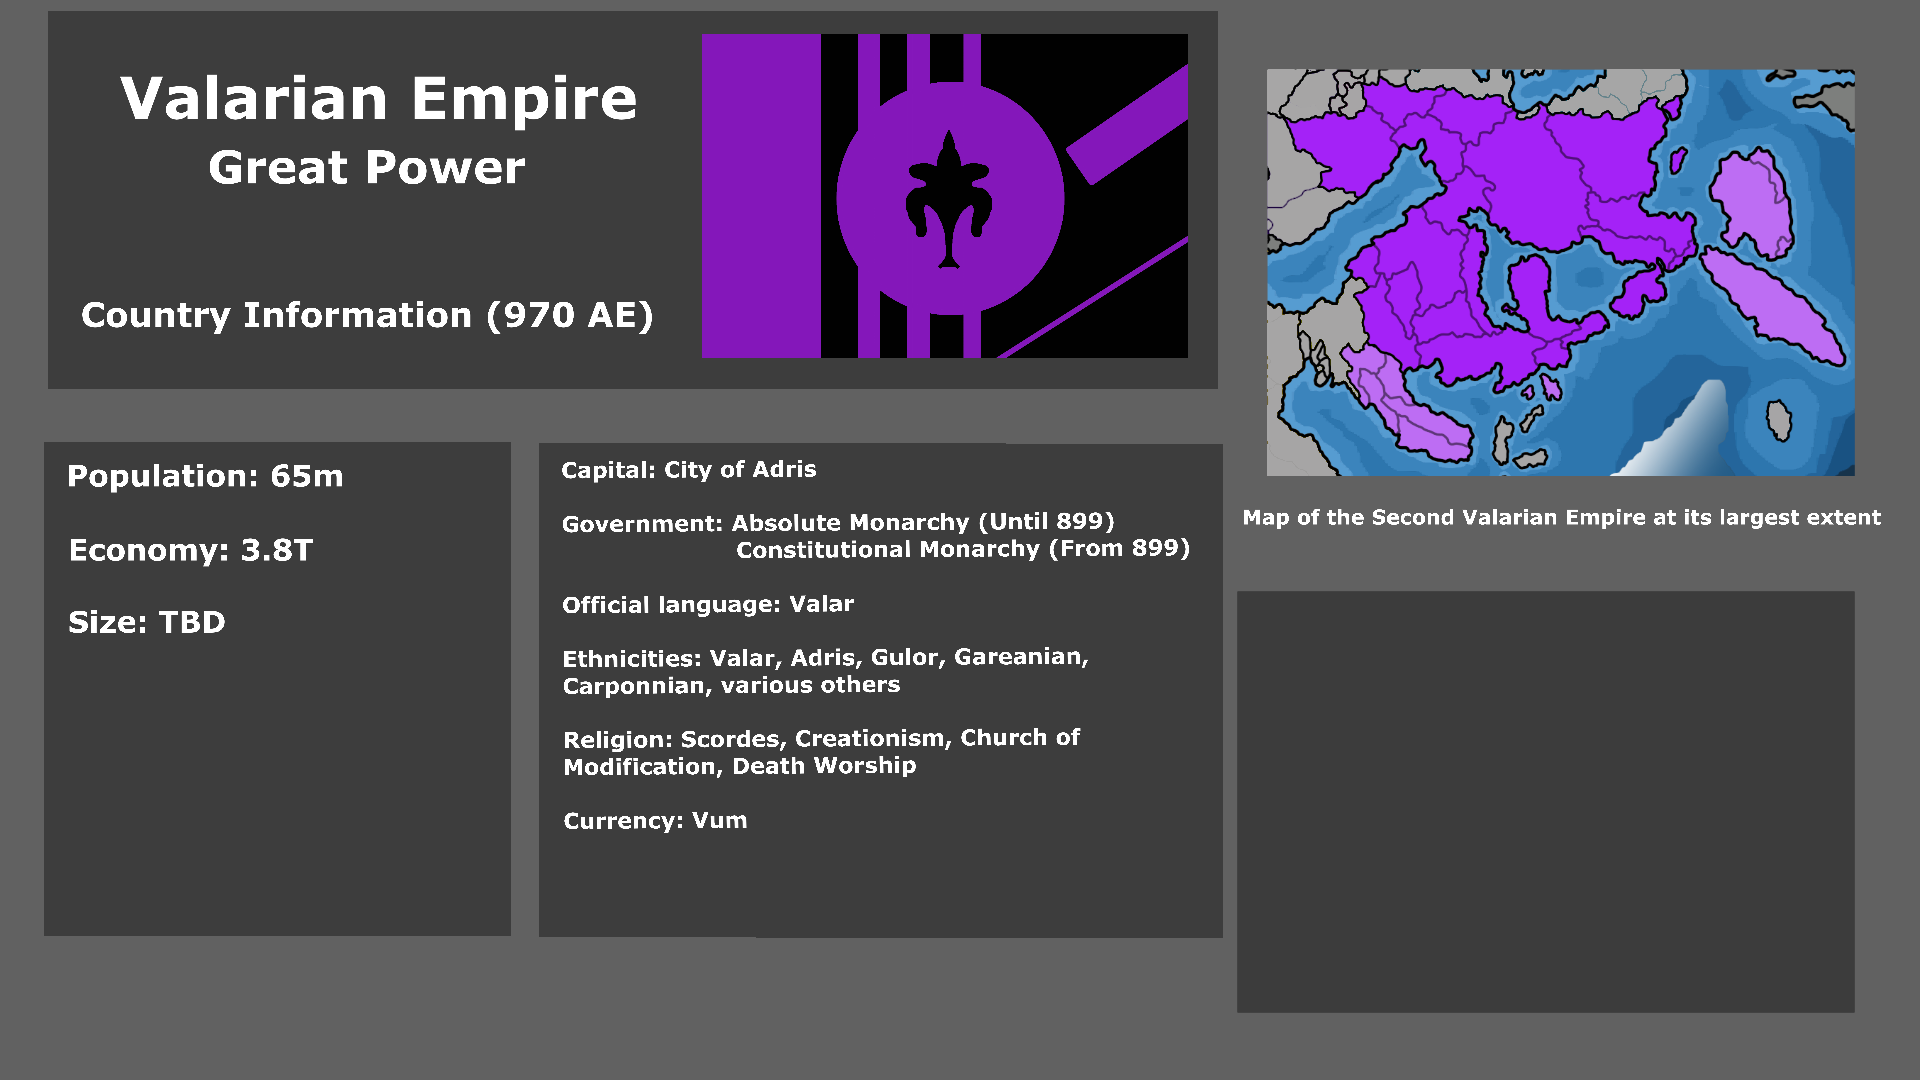 Valarian Empire
Great Power
Country Information (970 AE)
Population: 65m
Economy: 3.8T
Size: TBD
Capital: City of Adris
Government: Absolute Monarchy (Until 899)
Constitutional Monarchy (From 899)
Official language: Valar
Ethnicities: Valar, Adris, Gulor, Gareanian,
Carponnian, various others
Religion: Scordes, Creationism, Church of
Modification, Death Worship
Currency: Vum
Map of the Second Valarian Empire at its largest extent